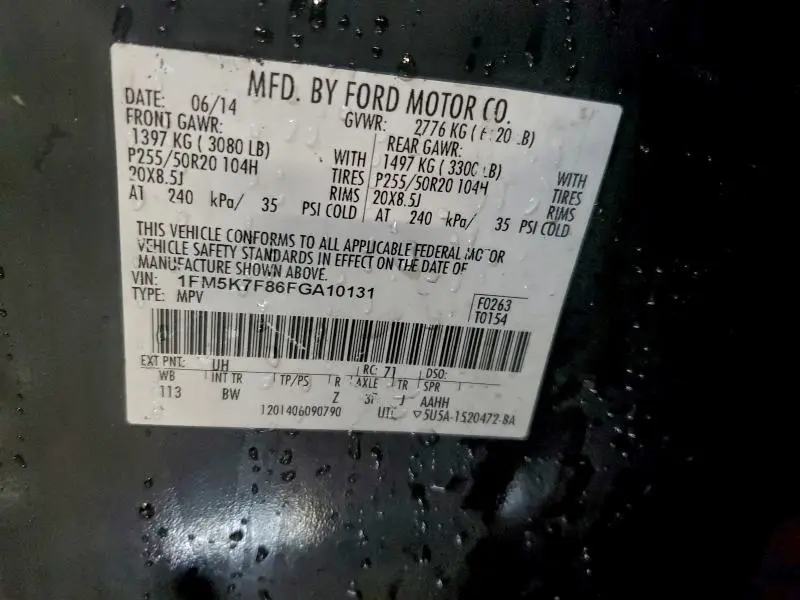 MFD. BY FORD MOTOR CO.
DATE: 06/14 GVWR: 2776 KG
FRONT GAWR: REAR GAWR:
1397 KG ( 3080 LB) WITH 1497 KG WITH
P255/50R20 104H TIRES P255/50R20 104H TIRES
20X8.5J RIMS 20X8.5J RIMS
AT 240 kPa/ 35 PSI COLD AT 240 kPa/ 35 PSI COLD
THIS VEHICLE CONFORMS TO ALL APPLICABLE FEDERAL MOTOR
VEHICLE SAFETY STANDARDS IN EFFECT ON THE DATE OF
MANUFACTURE SHOWN ABOVE.
VIN: 1FM5K7F86FGA10131 F0263
TYPE: MPV T0154
EXT PNT: UH RC: 71 DSO:
WB INT TR TP/PS R AXLE TR SPR
113 BW Z J AAHH
1201406090790 ▽5U5A-1520472-BA